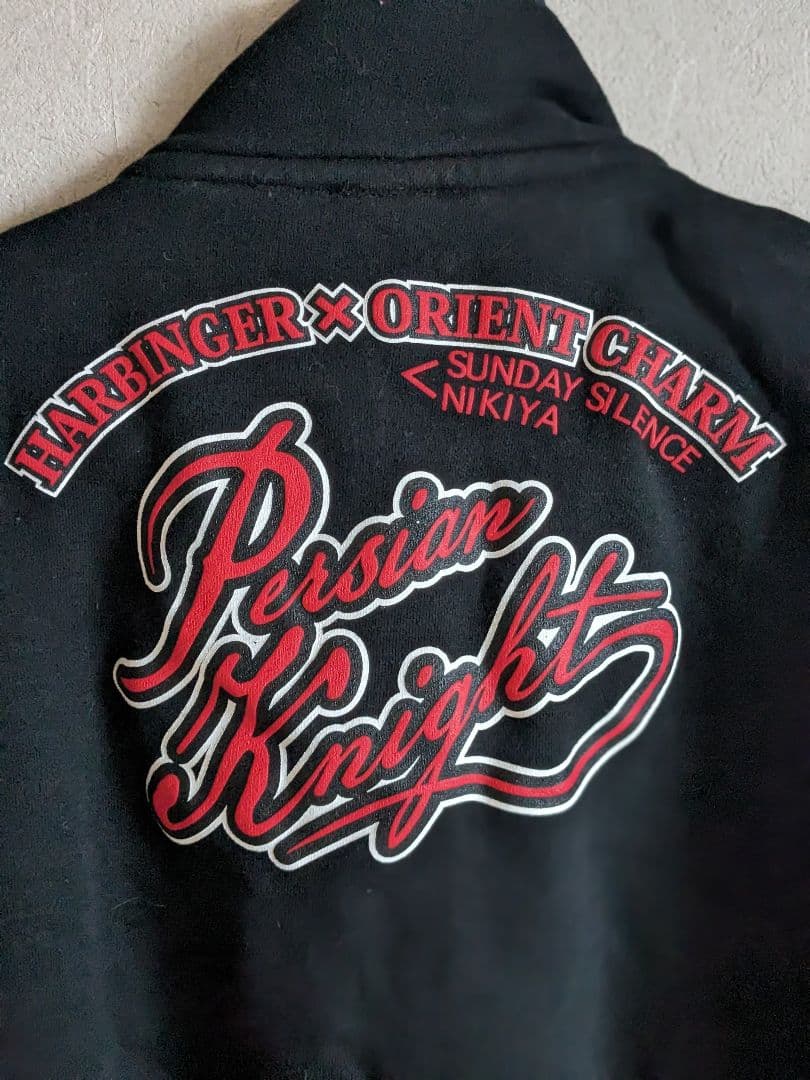 HARBINGER × ORIENT CHARM
< SUNDAY SILENCE
NIKIYA
Persian
Knight